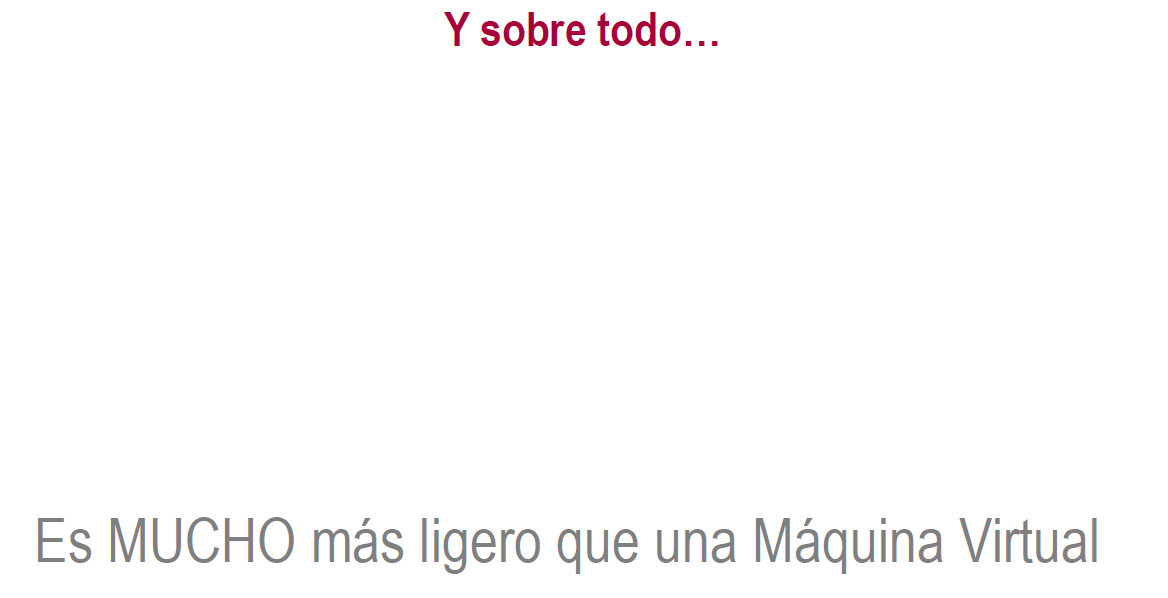 Y sobre todo…
Es MUCHO más ligero que una Máquina Virtual